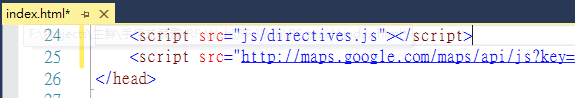 index.html*
24 <script src="js/directives.js"></script>
25 <script src="http://maps.google.com/maps/api/js?key=
26 </head>
27